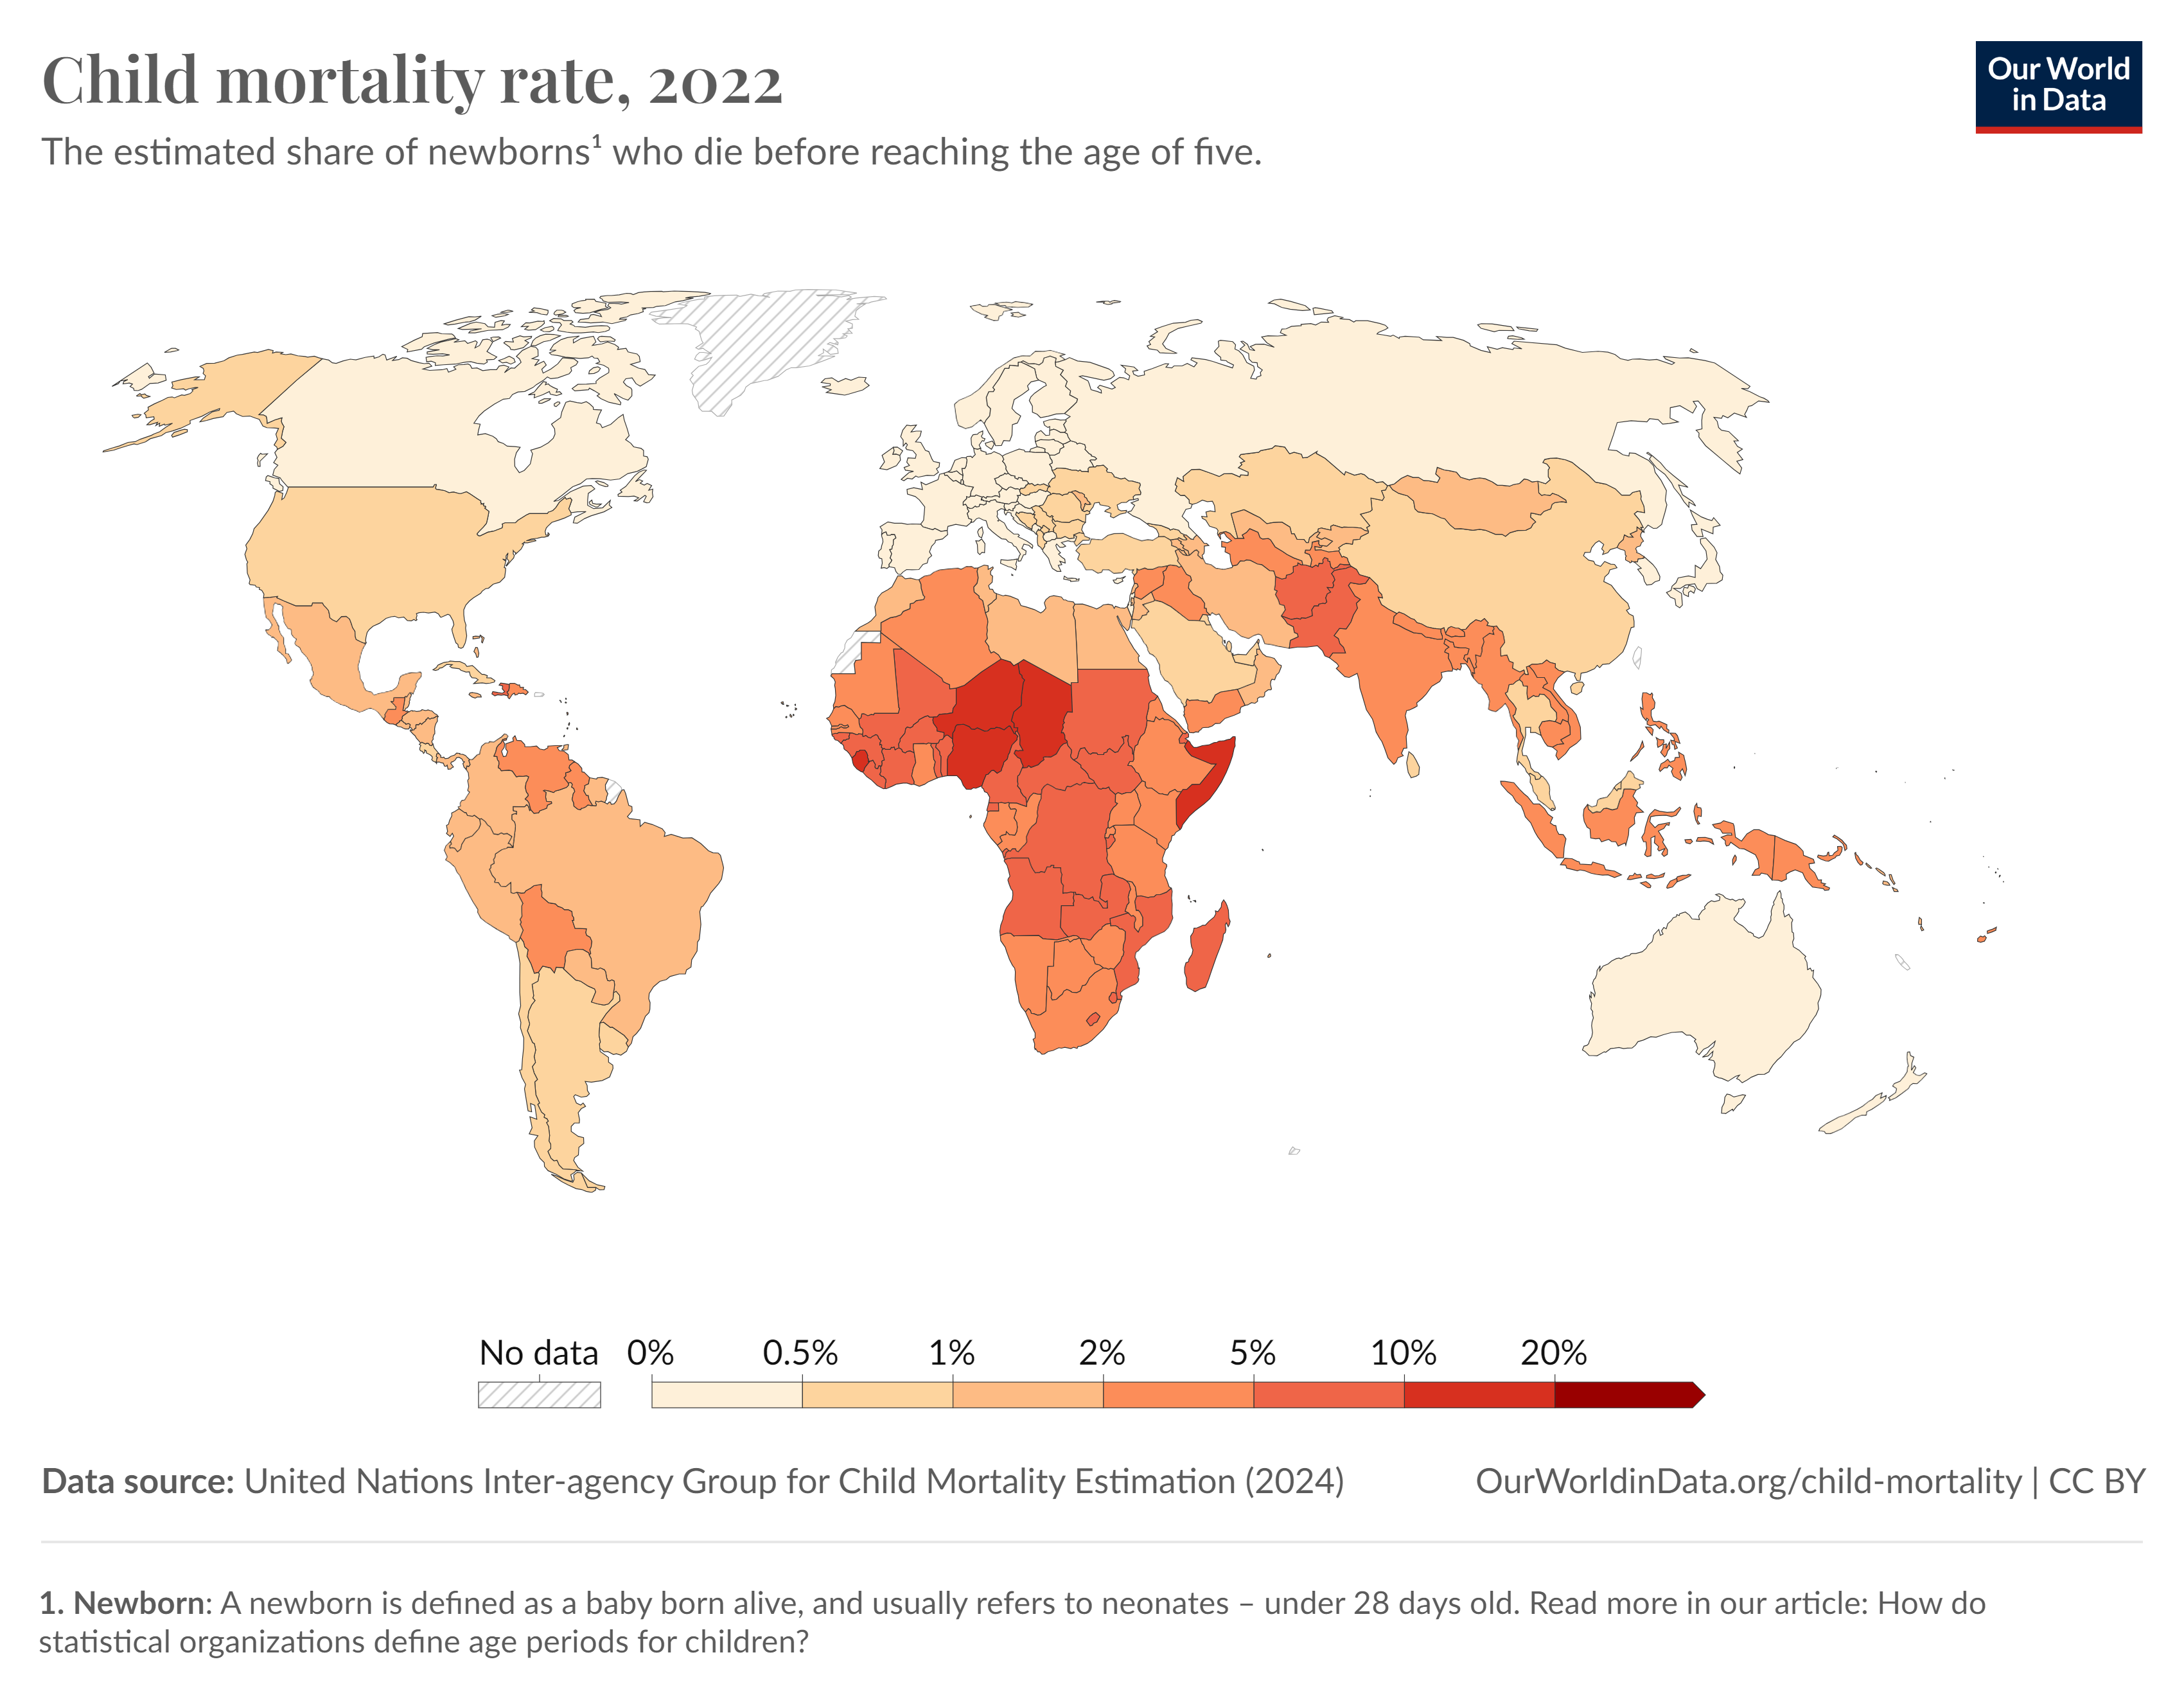 Child mortality rate, 2022
Our World
in Data
The estimated share of newborns¹ who die before reaching the age of five.
No data 0% 0.5% 1% 2% 5% 10% 20%
Data source: United Nations Inter-agency Group for Child Mortality Estimation (2024) OurWorldinData.org/child-mortality | CC BY
1. Newborn: A newborn is defined as a baby born alive, and usually refers to neonates – under 28 days old. Read more in our article: How do
statistical organizations define age periods for children?